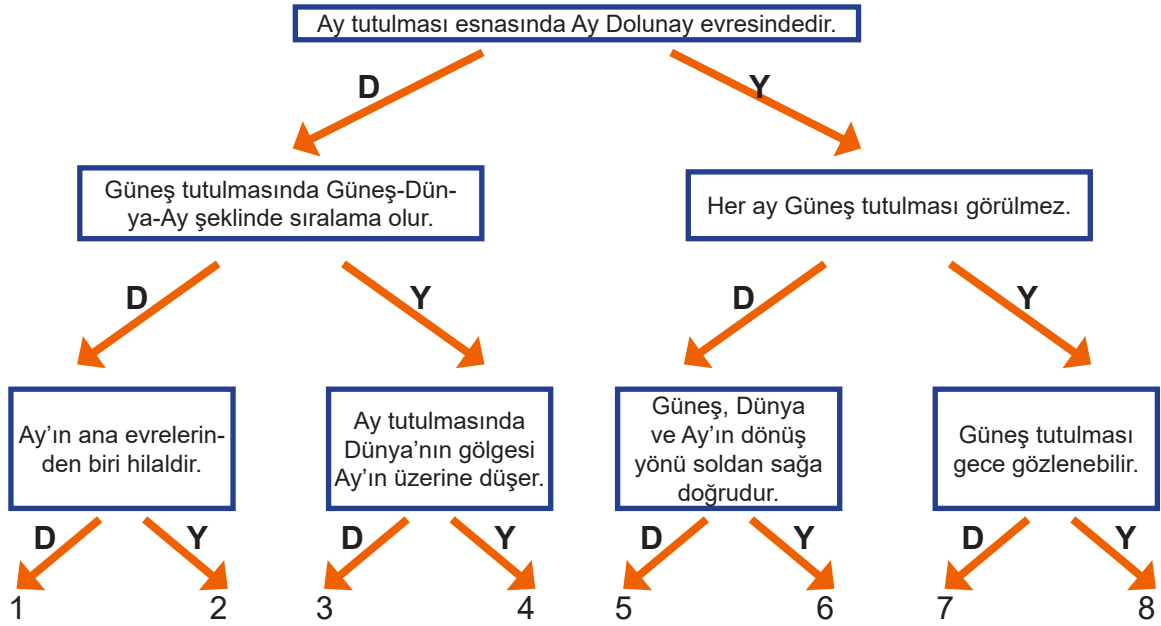 Ay tutulması esnasında Ay Dolunay evresindedir.
D
Y
Güneş tutulmasında Güneş-Dün-
ya-Ay şeklinde sıralama olur.
Her ay Güneş tutulması görülmez.
D
Y
D
Y
Ay’ın ana evrelerin-
den biri hilaldir.
Ay tutulmasında
Dünya’nın gölgesi
Ay’ın üzerine düşer.
Güneş, Dünya
ve Ay’ın dönüş
yönü soldan sağa
doğrudur.
Güneş tutulması
gece gözlenebilir.
D
Y
D
Y
D
Y
D
Y
1
2
3
4
5
6
7
8